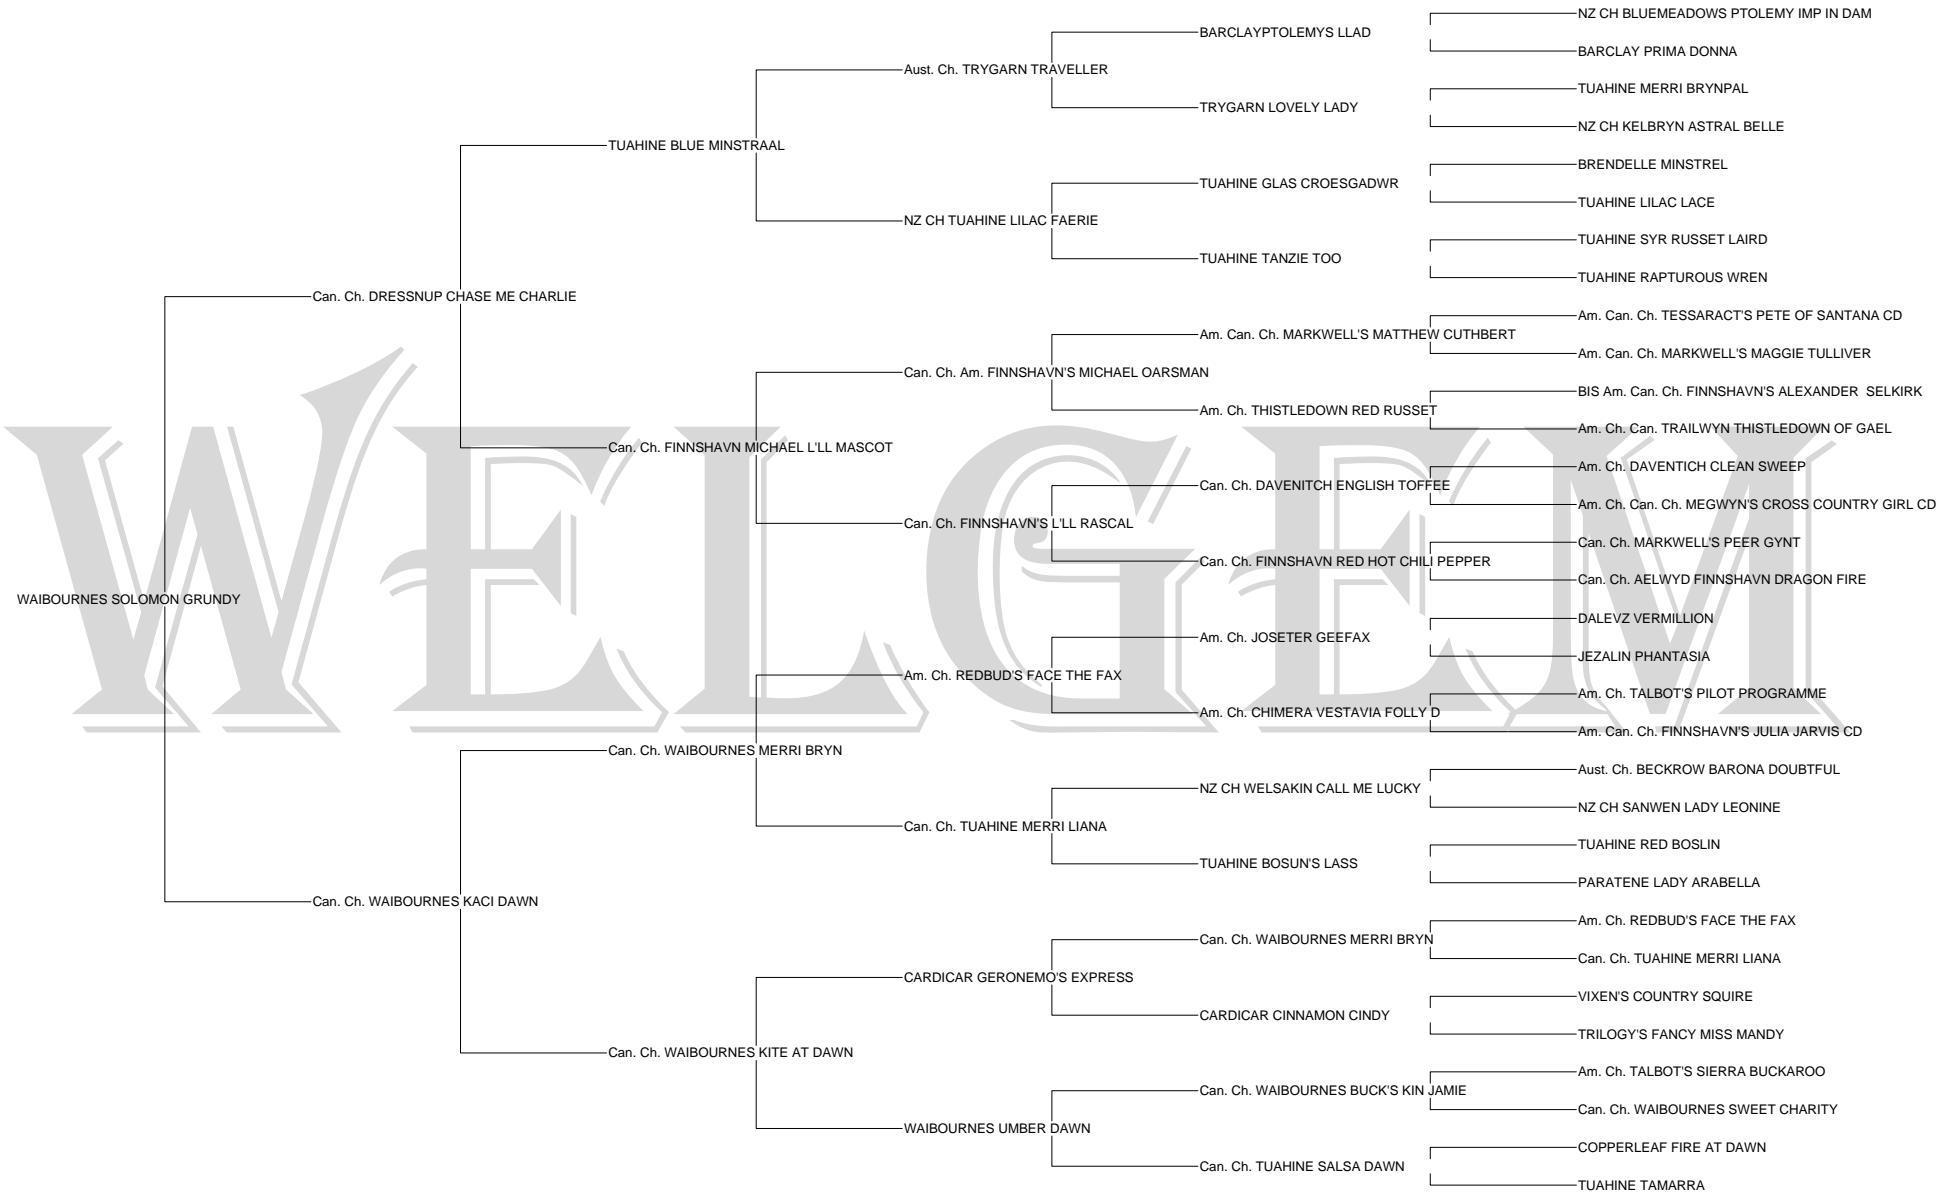 WELGEM
WAIBOURNES SOLOMON GRUNDY
Can. Ch. DRESSNUP CHASE ME CHARLIE
Can. Ch. WAIBOURNES KACI DAWN
TUAHINE BLUE MINSTRAAL
Can. Ch. FINNSHAVN MICHAEL L'LL MASCOT
Can. Ch. WAIBOURNES MERRI BRYN
Can. Ch. WAIBOURNES KITE AT DAWN
Aust. Ch. TRYGARN TRAVELLER
NZ CH TUAHINE LILAC FAERIE
Can. Ch. Am. FINNSHAVN'S MICHAEL OARSMAN
Can. Ch. FINNSHAVN'S L'LL RASCAL
Am. Ch. REDBUD'S FACE THE FAX
Can. Ch. TUAHINE MERRI LIANA
CARDICAR GERONEMO'S EXPRESS
WAIBOURNES UMBER DAWN
BARCLAYPTOLEMYS LLAD
TRYGARN LOVELY LADY
TUAHINE GLAS CROESGADWR
TUAHINE TANZIE TOO
Am. Can. Ch. MARKWELL'S MATTHEW CUTHBERT
Am. Ch. THISTLEDOWN RED RUSSET
Can. Ch. DAVENITCH ENGLISH TOFFEE
Can. Ch. FINNSHAVN RED HOT CHILI PEPPER
Am. Ch. JOSETER GEEFAX
Am. Ch. CHIMERA VESTAVIA FOLLY D
NZ CH WELSAKIN CALL ME LUCKY
TUAHINE BOSUN'S LASS
Can. Ch. WAIBOURNES MERRI BRYN
CARDICAR CINNAMON CINDY
Can. Ch. WAIBOURNES BUCK'S KIN JAMIE
Can. Ch. TUAHINE SALSA DAWN
NZ CH BLUEMEADOWS PTOLEMY IMP IN DAM
BARCLAY PRIMA DONNA
TUAHINE MERRI BRYNPAL
NZ CH KELBRYN ASTRAL BELLE
BRENDELLE MINSTREL
TUAHINE LILAC LACE
TUAHINE SYR RUSSET LAIRD
TUAHINE RAPTUROUS WREN
Am. Can. Ch. TESSARACT'S PETE OF SANTANA CD
Am. Can. Ch. MARKWELL'S MAGGIE TULLIVER
BIS Am. Can. Ch. FINNSHAVN'S ALEXANDER  SELKIRK
Am. Ch. Can. TRAILWYN THISTLEDOWN OF GAEL
Am. Ch. DAVENTICH CLEAN SWEEP
Am. Ch. Can. Ch. MEGWYN'S CROSS COUNTRY GIRL CD
Can. Ch. MARKWELL'S PEER GYNT
Can. Ch. AELWYD FINNSHAVN DRAGON FIRE
DALEVZ VERMILLION
JEZALIN PHANTASIA
Am. Ch. TALBOT'S PILOT PROGRAMME
Am. Can. Ch. FINNSHAVN'S JULIA JARVIS CD
Aust. Ch. BECKROW BARONA DOUBTFUL
NZ CH SANWEN LADY LEONINE
TUAHINE RED BOSLIN
PARATENE LADY ARABELLA
Am. Ch. REDBUD'S FACE THE FAX
Can. Ch. TUAHINE MERRI LIANA
VIXEN'S COUNTRY SQUIRE
TRILOGY'S FANCY MISS MANDY
Am. Ch. TALBOT'S SIERRA BUCKAROO
Can. Ch. WAIBOURNES SWEET CHARITY
COPPERLEAF FIRE AT DAWN
TUAHINE TAMARRA